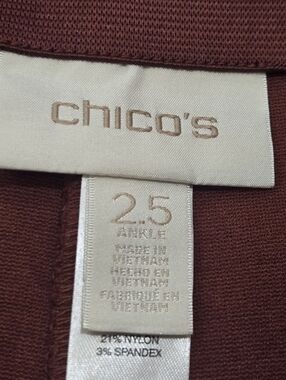 chico's
2.5
ANKLE
MADE IN
VIETNAM
HECHO EN
VIETNAM
FABRIQUÉ EN
VIETNAM
21% NYLON
3% SPANDEX